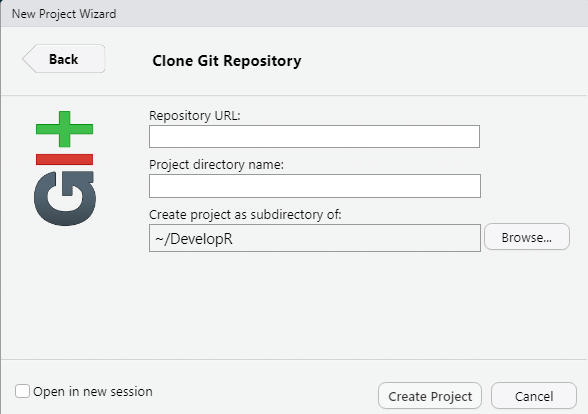 New Project Wizard
Back
Clone Git Repository
Repository URL:
Project directory name:
Create project as subdirectory of:
~/DevelopR
Browse...
GIt
Open in new session
Create Project
Cancel